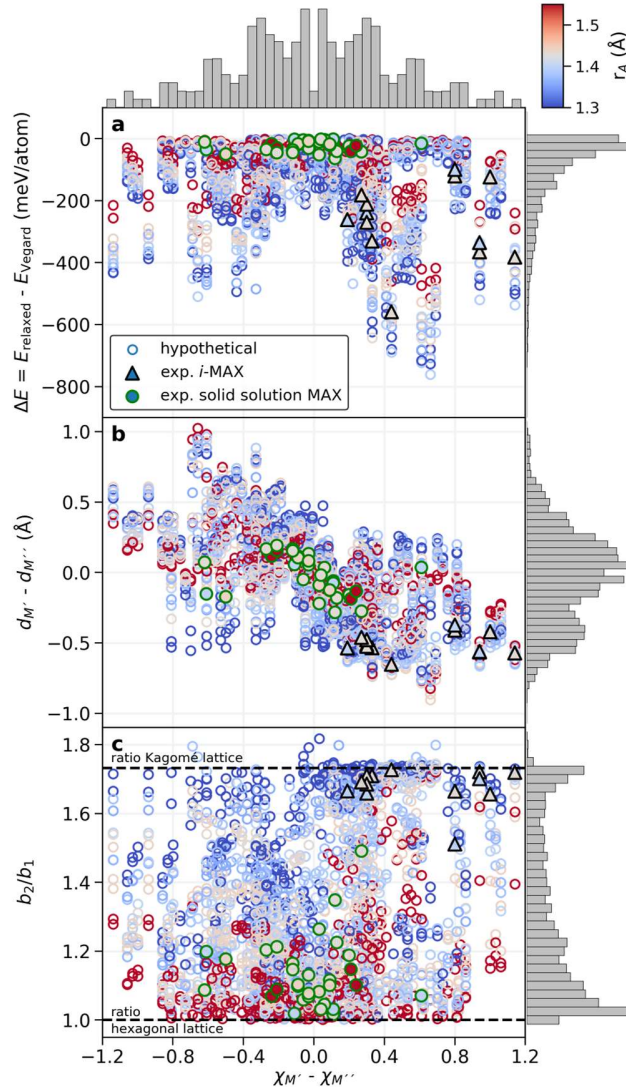 1.5
1.4
1.3
r_A (Å)
a
0
−200
−400
−600
−800
ΔE = E_relaxed - E_Vegard (meV/atom)
hypothetical
exp. i-MAX
exp. solid solution MAX
b
1.0
0.5
0.0
−0.5
−1.0
d_M′ - d_M′′ (Å)
c
ratio Kagomé lattice
1.8
1.6
1.4
1.2
1.0
b₂/b₁
ratio
hexagonal lattice
−1.2 −0.8 −0.4 0.0 0.4 0.8 1.2
χ_M′ - χ_M′′